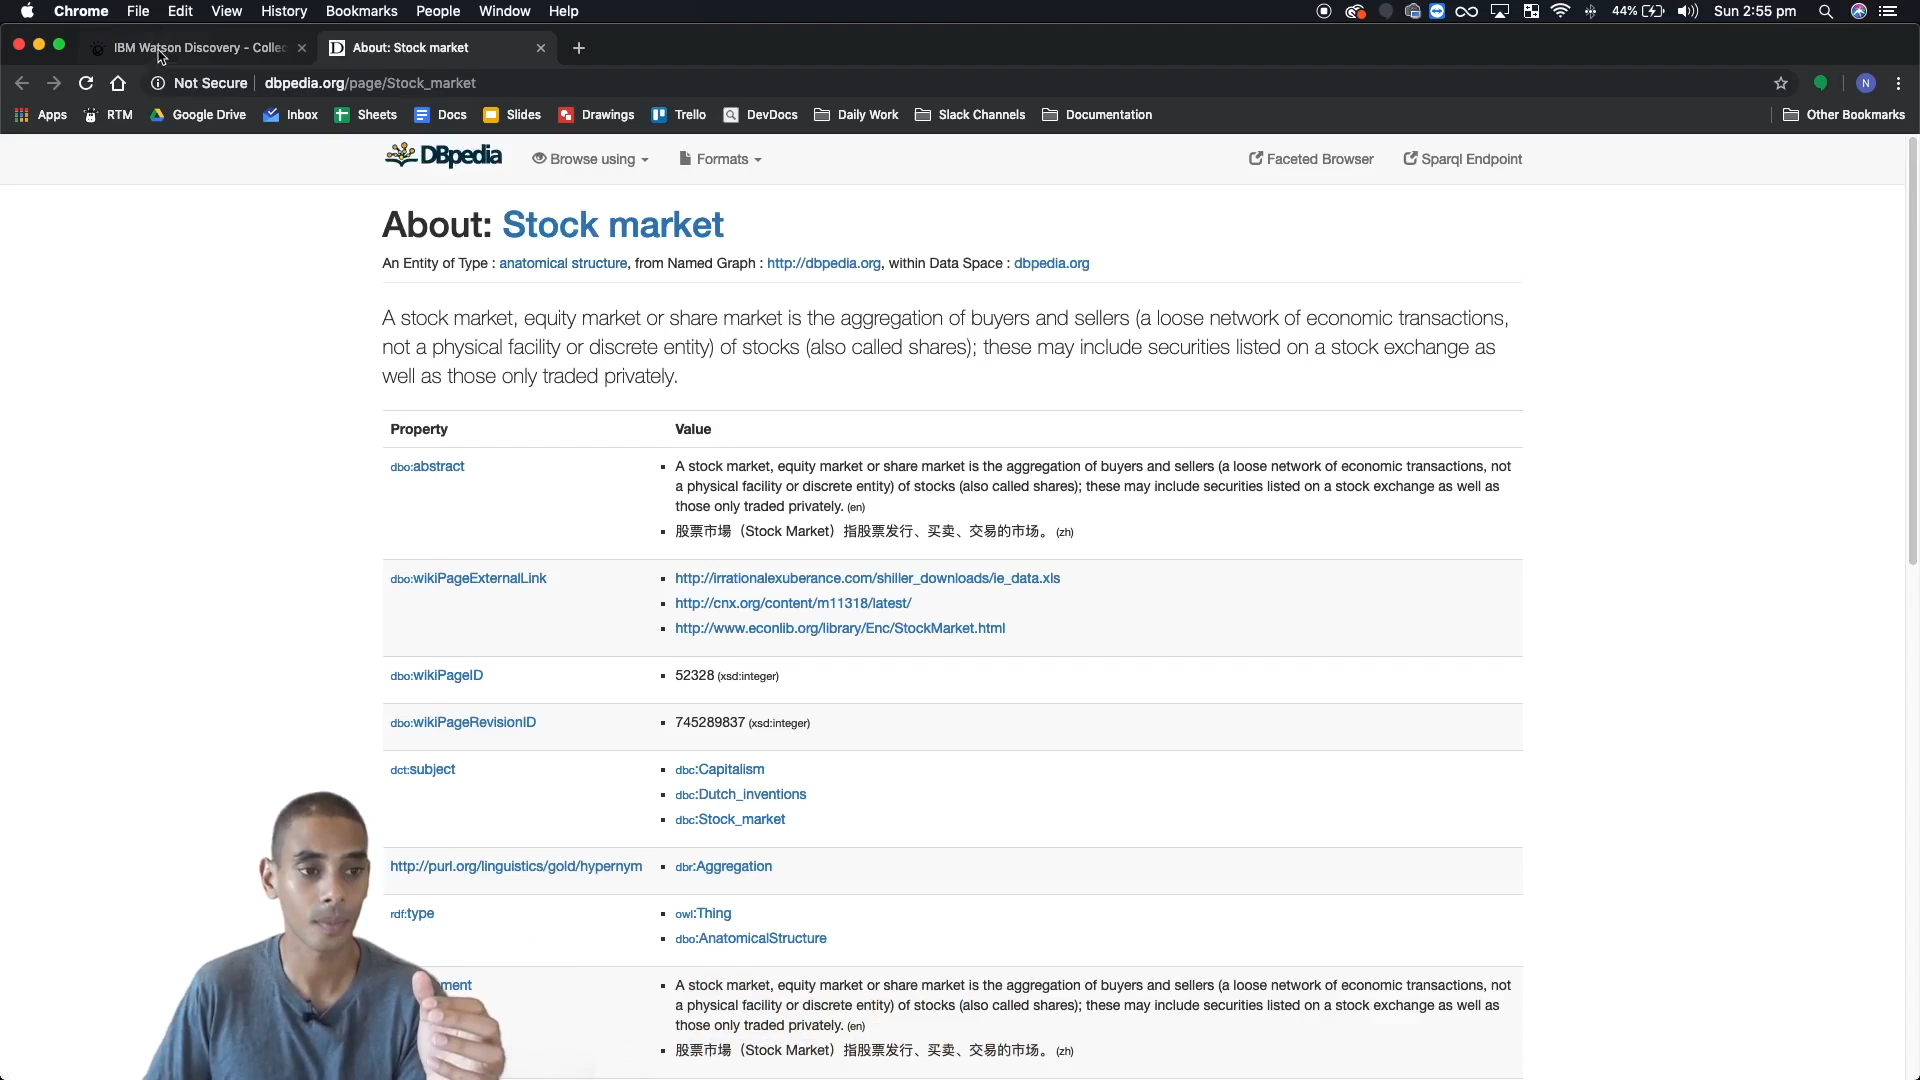 Chrome File Edit View History Bookmarks People Window Help 44% Sun 2:55 pm
IBM Watson Discovery - Collec About: Stock market
Not Secure dbpedia.org/page/Stock_market N
Apps RTM Google Drive Inbox Sheets Docs Slides Drawings Trello DevDocs Daily Work Slack Channels Documentation Other Bookmarks
DBpedia Browse using Formats Faceted Browser Sparql Endpoint
About: Stock market
An Entity of Type : anatomical structure, from Named Graph : http://dbpedia.org, within Data Space : dbpedia.org
A stock market, equity market or share market is the aggregation of buyers and sellers (a loose network of economic transactions,
not a physical facility or discrete entity) of stocks (also called shares); these may include securities listed on a stock exchange as
well as those only traded privately.
Property Value
dbo:abstract
A stock market, equity market or share market is the aggregation of buyers and sellers (a loose network of economic transactions, not
a physical facility or discrete entity) of stocks (also called shares); these may include securities listed on a stock exchange as well as
those only traded privately. (en)
股票市場（Stock Market）指股票发行、买卖、交易的市场。 (zh)
dbo:wikiPageExternalLink
http://irrationalexuberance.com/shiller_downloads/ie_data.xls
http://cnx.org/content/m11318/latest/
http://www.econlib.org/library/Enc/StockMarket.html
dbo:wikiPageID 52328 (xsd:integer)
dbo:wikiPageRevisionID 745289837 (xsd:integer)
dct:subject
dbc:Capitalism
dbc:Dutch_inventions
dbc:Stock_market
http://purl.org/linguistics/gold/hypernym dbr:Aggregation
rdf:type
owl:Thing
dbo:AnatomicalStructure
ment
A stock market, equity market or share market is the aggregation of buyers and sellers (a loose network of economic transactions, not
a physical facility or discrete entity) of stocks (also called shares); these may include securities listed on a stock exchange as well as
those only traded privately. (en)
股票市場（Stock Market）指股票发行、买卖、交易的市场。 (zh)